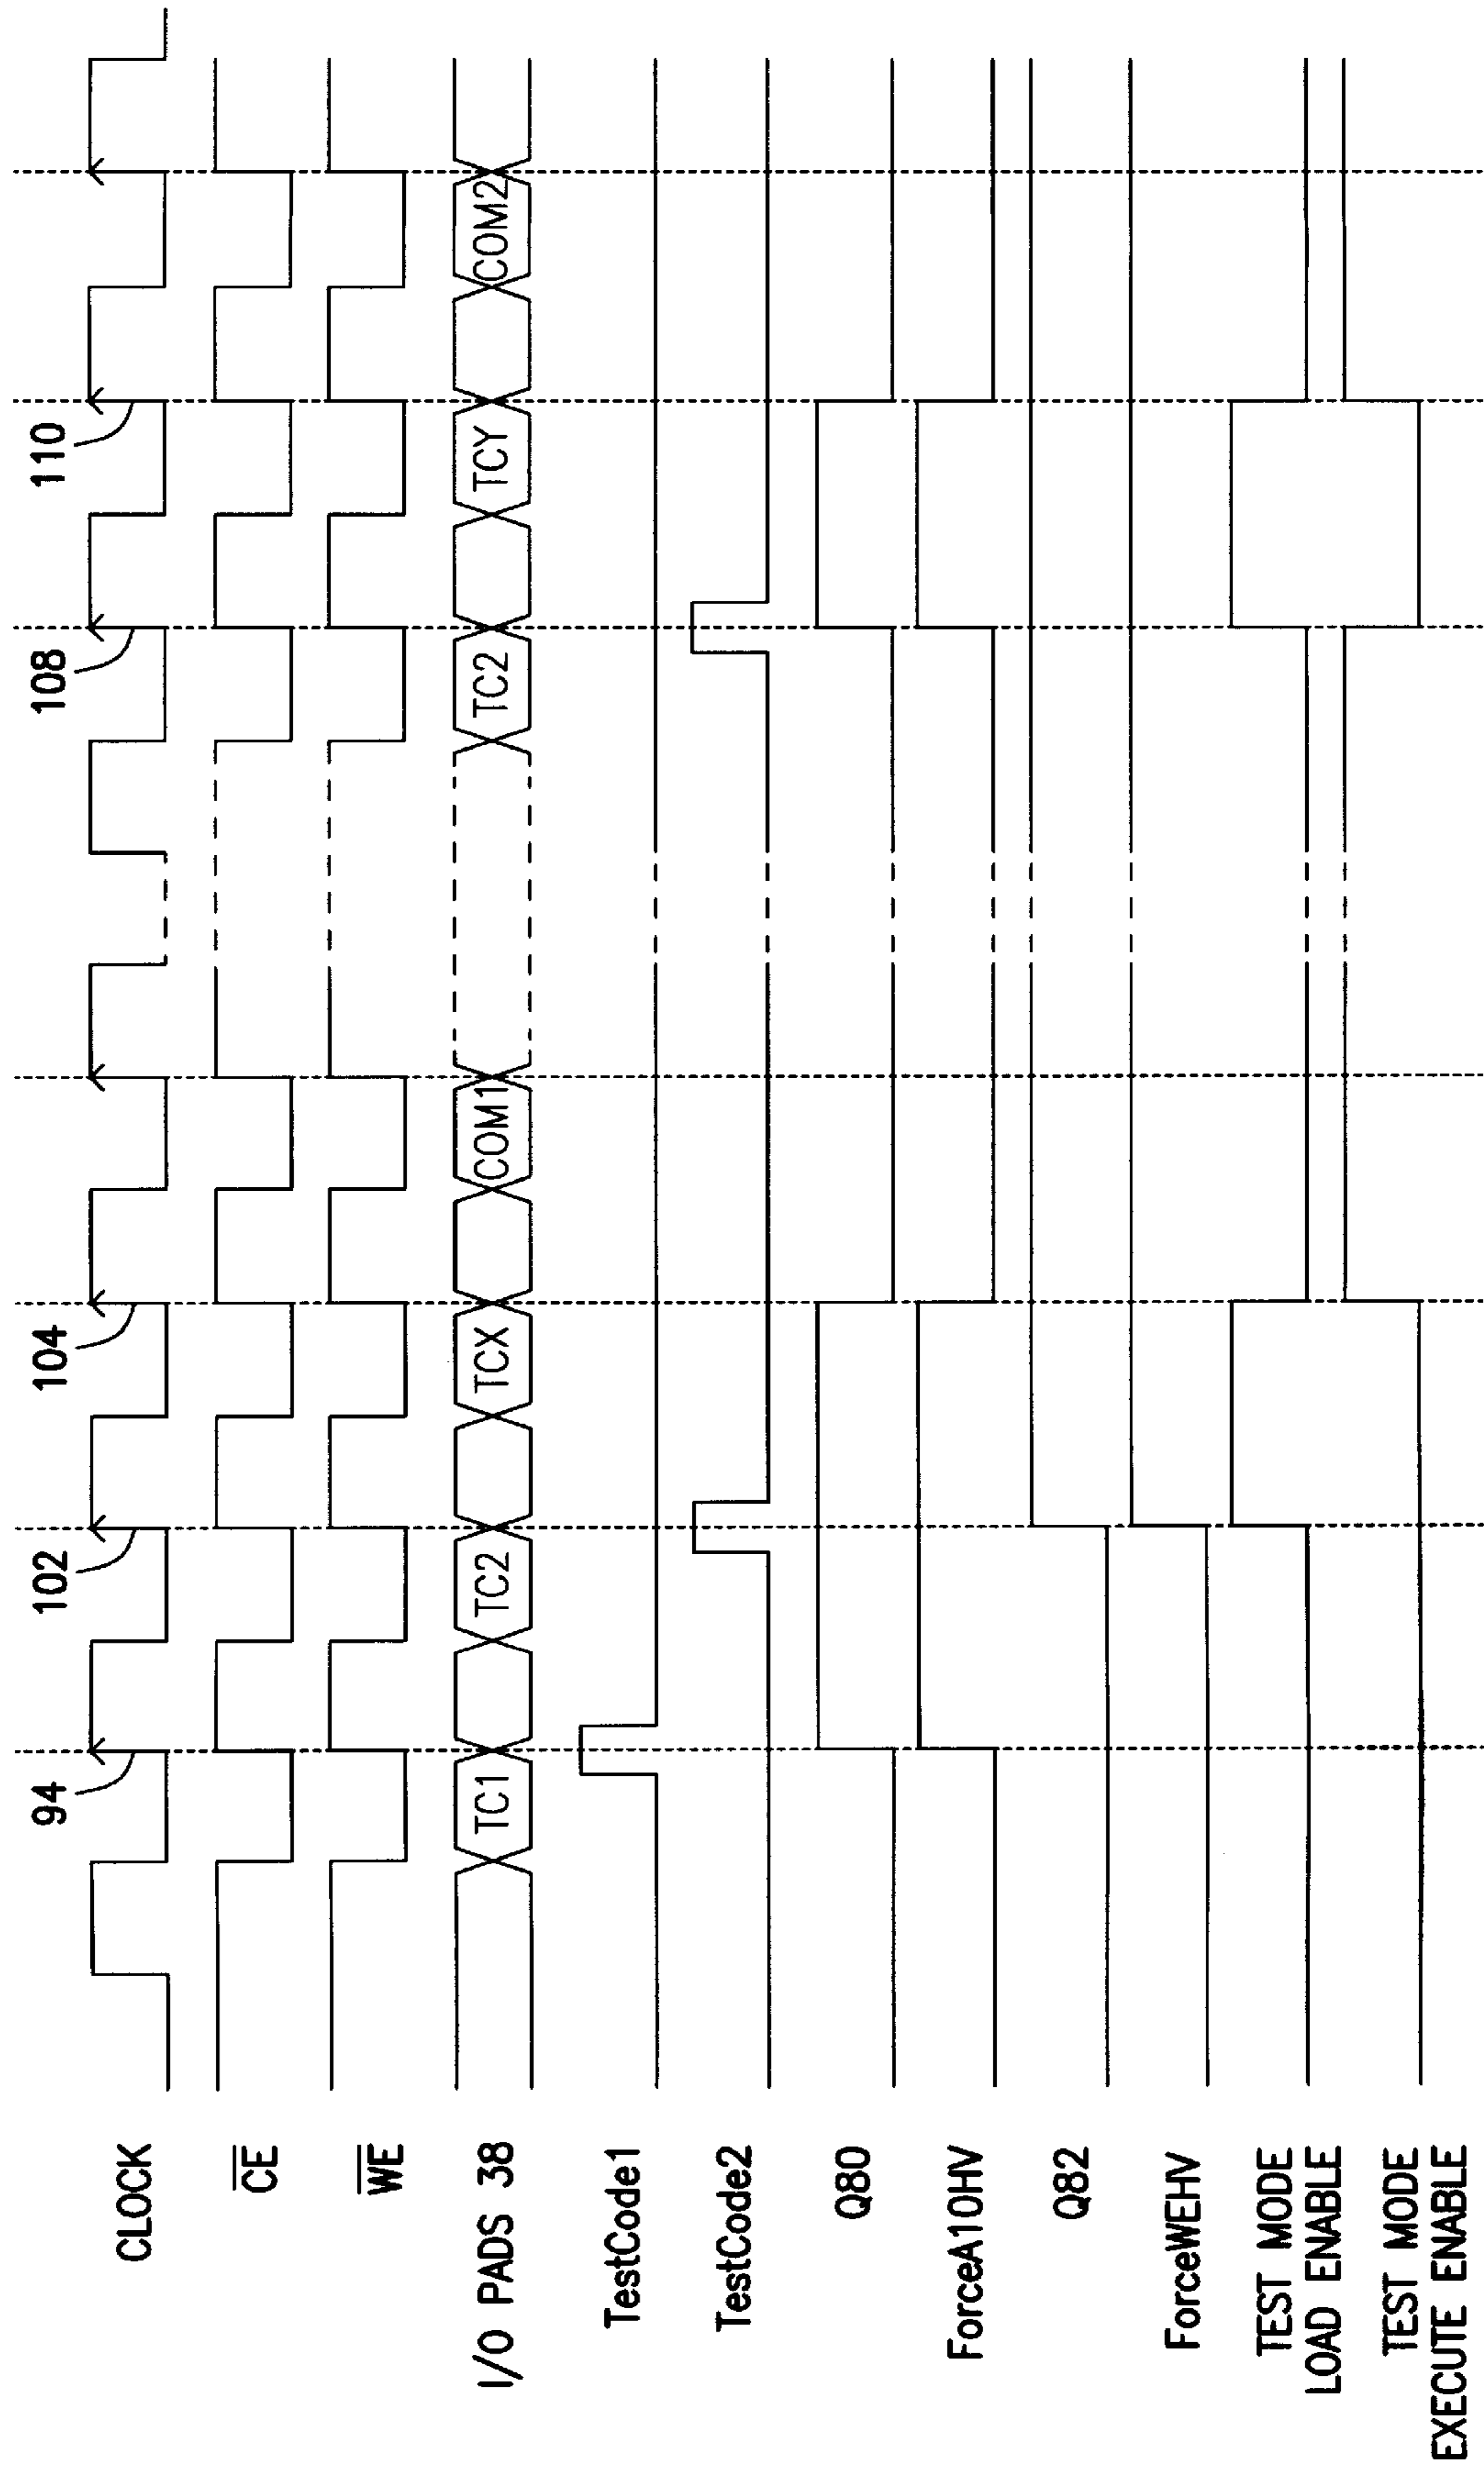 94
102
104
108
110
CLOCK
CE
WE
I/O PADS 38
TC1
TC2
TCX
COM1
TC2
TCY
COM2
TestCode1
TestCode2
Q80
ForceA10HV
Q82
ForceWEHV
TEST MODE
LOAD ENABLE
TEST MODE
EXECUTE ENABLE